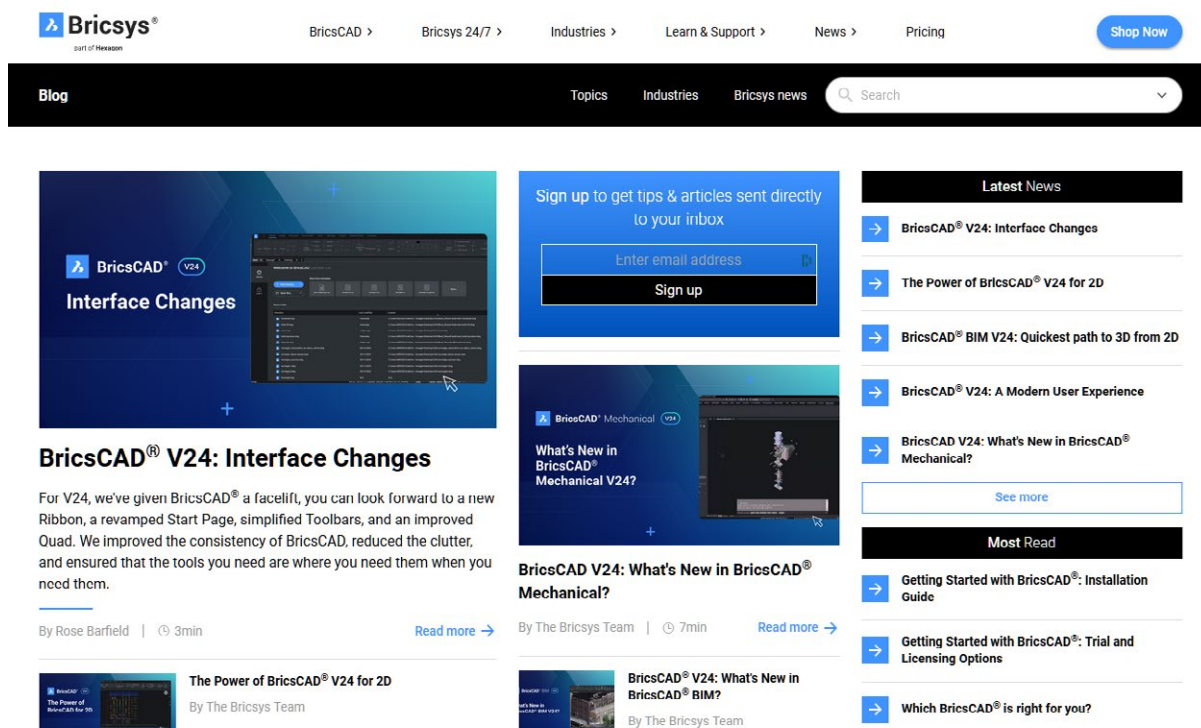 Bricsys®
part of Hexagon
BricsCAD >
Bricsys 24/7 >
Industries >
Learn & Support >
News >
Pricing
Shop Now
Blog
Topics
Industries
Bricsys news
Search
BricsCAD® V24
Interface Changes
BricsCAD® V24: Interface Changes
For V24, we've given BricsCAD® a facelift, you can look forward to a new
Ribbon, a revamped Start Page, simplified Toolbars, and an improved
Quad. We improved the consistency of BricsCAD, reduced the clutter,
and ensured that the tools you need are where you need them when you
need them.
By Rose Barfield | 3min
Read more →
The Power of
BricsCAD for 2D
The Power of BricsCAD® V24 for 2D
By The Bricsys Team
Sign up to get tips & articles sent directly
to your inbox
Enter email address
Sign up
BricsCAD® Mechanical V24
What's New in
BricsCAD®
Mechanical V24?
BricsCAD V24: What's New in BricsCAD®
Mechanical?
By The Bricsys Team | 7min
Read more →
BricsCAD® V24: What's New in
BricsCAD® BIM?
By The Bricsys Team
Latest News
BricsCAD® V24: Interface Changes
The Power of BricsCAD® V24 for 2D
BricsCAD® BIM V24: Quickest path to 3D from 2D
BricsCAD® V24: A Modern User Experience
BricsCAD V24: What's New in BricsCAD®
Mechanical?
See more
Most Read
Getting Started with BricsCAD®: Installation
Guide
Getting Started with BricsCAD®: Trial and
Licensing Options
Which BricsCAD® is right for you?